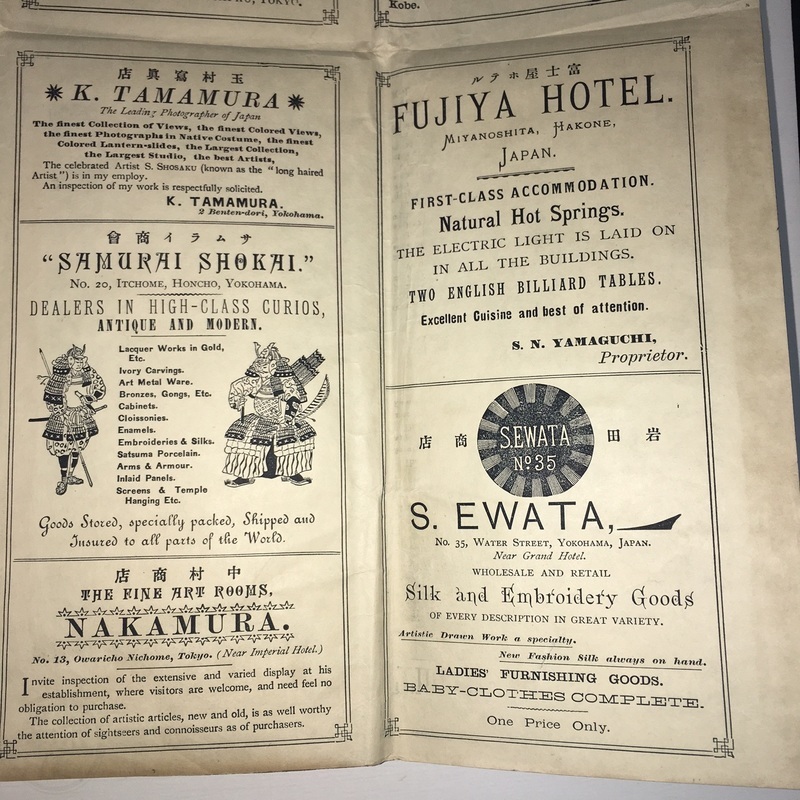 TOKYO.
Kobe.
店眞寫村玉
K. TAMAMURA
The Leading Photographer of Japan
The finest Collection of Views, the finest Colored Views,
the finest Photographs in Native Costume, the finest
Colored Lantern-slides, the Largest Collection,
the Largest Studio, the best Artists,
The celebrated Artist S. SHOSAKU (known as the "long haired
Artist") is in my employ.
An inspection of my work is respectfully solicited.
K. TAMAMURA.
2 Benten-dori, Yokohama.
會商イラムサ
"SAMURAI SHOKAI."
No. 20, ITCHOME, HONCHO, YOKOHAMA.
DEALERS IN HIGH-CLASS CURIOS,
ANTIQUE AND MODERN.
Lacquer Works in Gold,
Etc.
Ivory Carvings.
Art Metal Ware.
Bronzes, Gongs, Etc.
Cabinets.
Cloissonies.
Enamels.
Embroideries & Silks.
Satsuma Porcelain.
Arms & Armour.
Inlaid Panels.
Screens & Temple
Hanging Etc.
Goods Stored, specially packed, Shipped and
Insured to all parts of the World.
店商村中
THE FINE ART ROOMS,
NAKAMURA.
No. 13, Owaricho Nichome, Tokyo. (Near Imperial Hotel.)
Invite inspection of the extensive and varied display at his
establishment, where visitors are welcome, and need feel no
obligation to purchase.
The collection of artistic articles, new and old, is as well worthy
the attention of sightseers and connoisseurs as of purchasers.
ルテホ屋士富
FUJIYA HOTEL.
MIYANOSHITA, HAKONE,
JAPAN.
FIRST-CLASS ACCOMMODATION.
Natural Hot Springs.
THE ELECTRIC LIGHT IS LAID ON
IN ALL THE BUILDINGS.
TWO ENGLISH BILLIARD TABLES.
Excellent Cuisine and best of attention.
S. N. YAMAGUCHI,
Proprietor.
店商 田岩
SEWATA
No 35
S. EWATA,
No. 35, WATER STREET, YOKOHAMA, JAPAN.
Near Grand Hotel.
WHOLESALE AND RETAIL
Silk and Embroidery Goods
OF EVERY DESCRIPTION IN GREAT VARIETY.
Artistic Drawn Work a specialty.
New Fashion Silk always on hand.
LADIES' FURNISHING GOODS.
BABY-CLOTHES COMPLETE.
One Price Only.